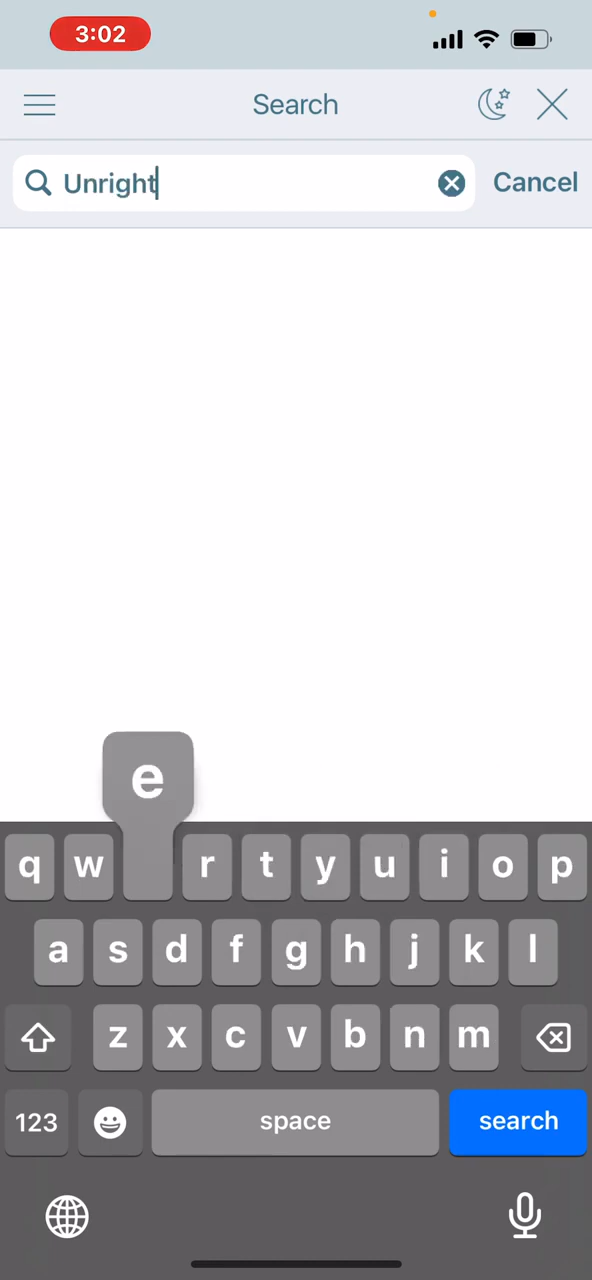 3:02
Search
Unright
Cancel
e
q w r t y u i o p
a s d f g h j k l
z x c v b n m
123 space search